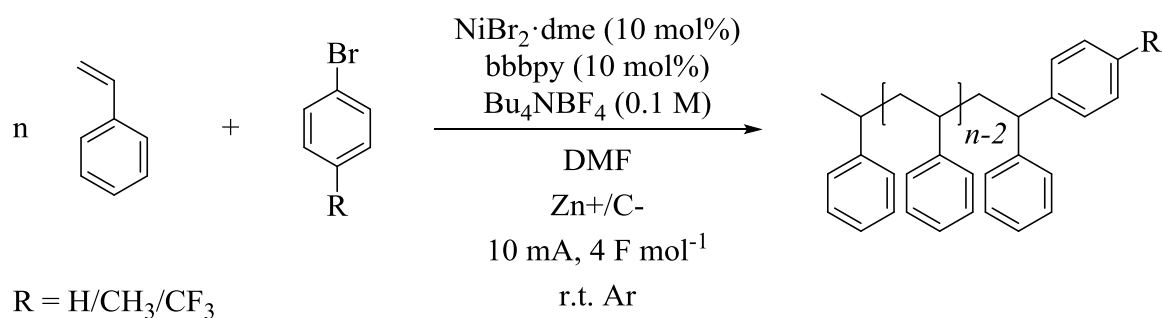 NiBr₂·dme (10 mol%)
bbbpy (10 mol%)
Bu₄NBF₄ (0.1 M)
n
+
Br
R
DMF
Zn+/C-
10 mA, 4 F mol⁻¹
r.t. Ar
n-2
R
R = H/CH₃/CF₃